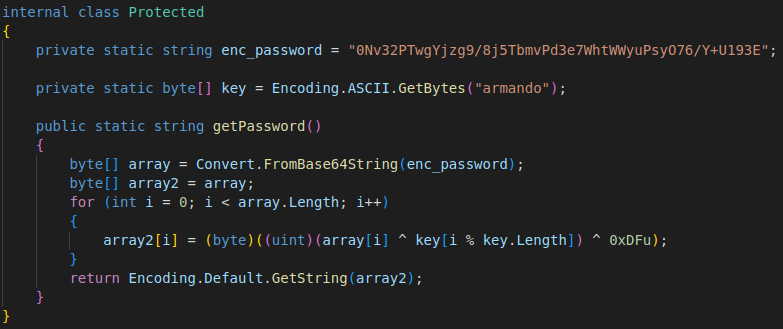 internal class Protected
{
    private static string enc_password = "0Nv32PTwgYjzg9/8j5TbmvPd3e7WhtWWyuPsyO76/Y+U193E";
    private static byte[] key = Encoding.ASCII.GetBytes("armando");
    public static string getPassword()
    {
        byte[] array = Convert.FromBase64String(enc_password);
        byte[] array2 = array;
        for (int i = 0; i < array.Length; i++)
        {
            array2[i] = (byte)((uint)(array[i] ^ key[i % key.Length]) ^ 0xDFu);
        }
        return Encoding.Default.GetString(array2);
    }
}